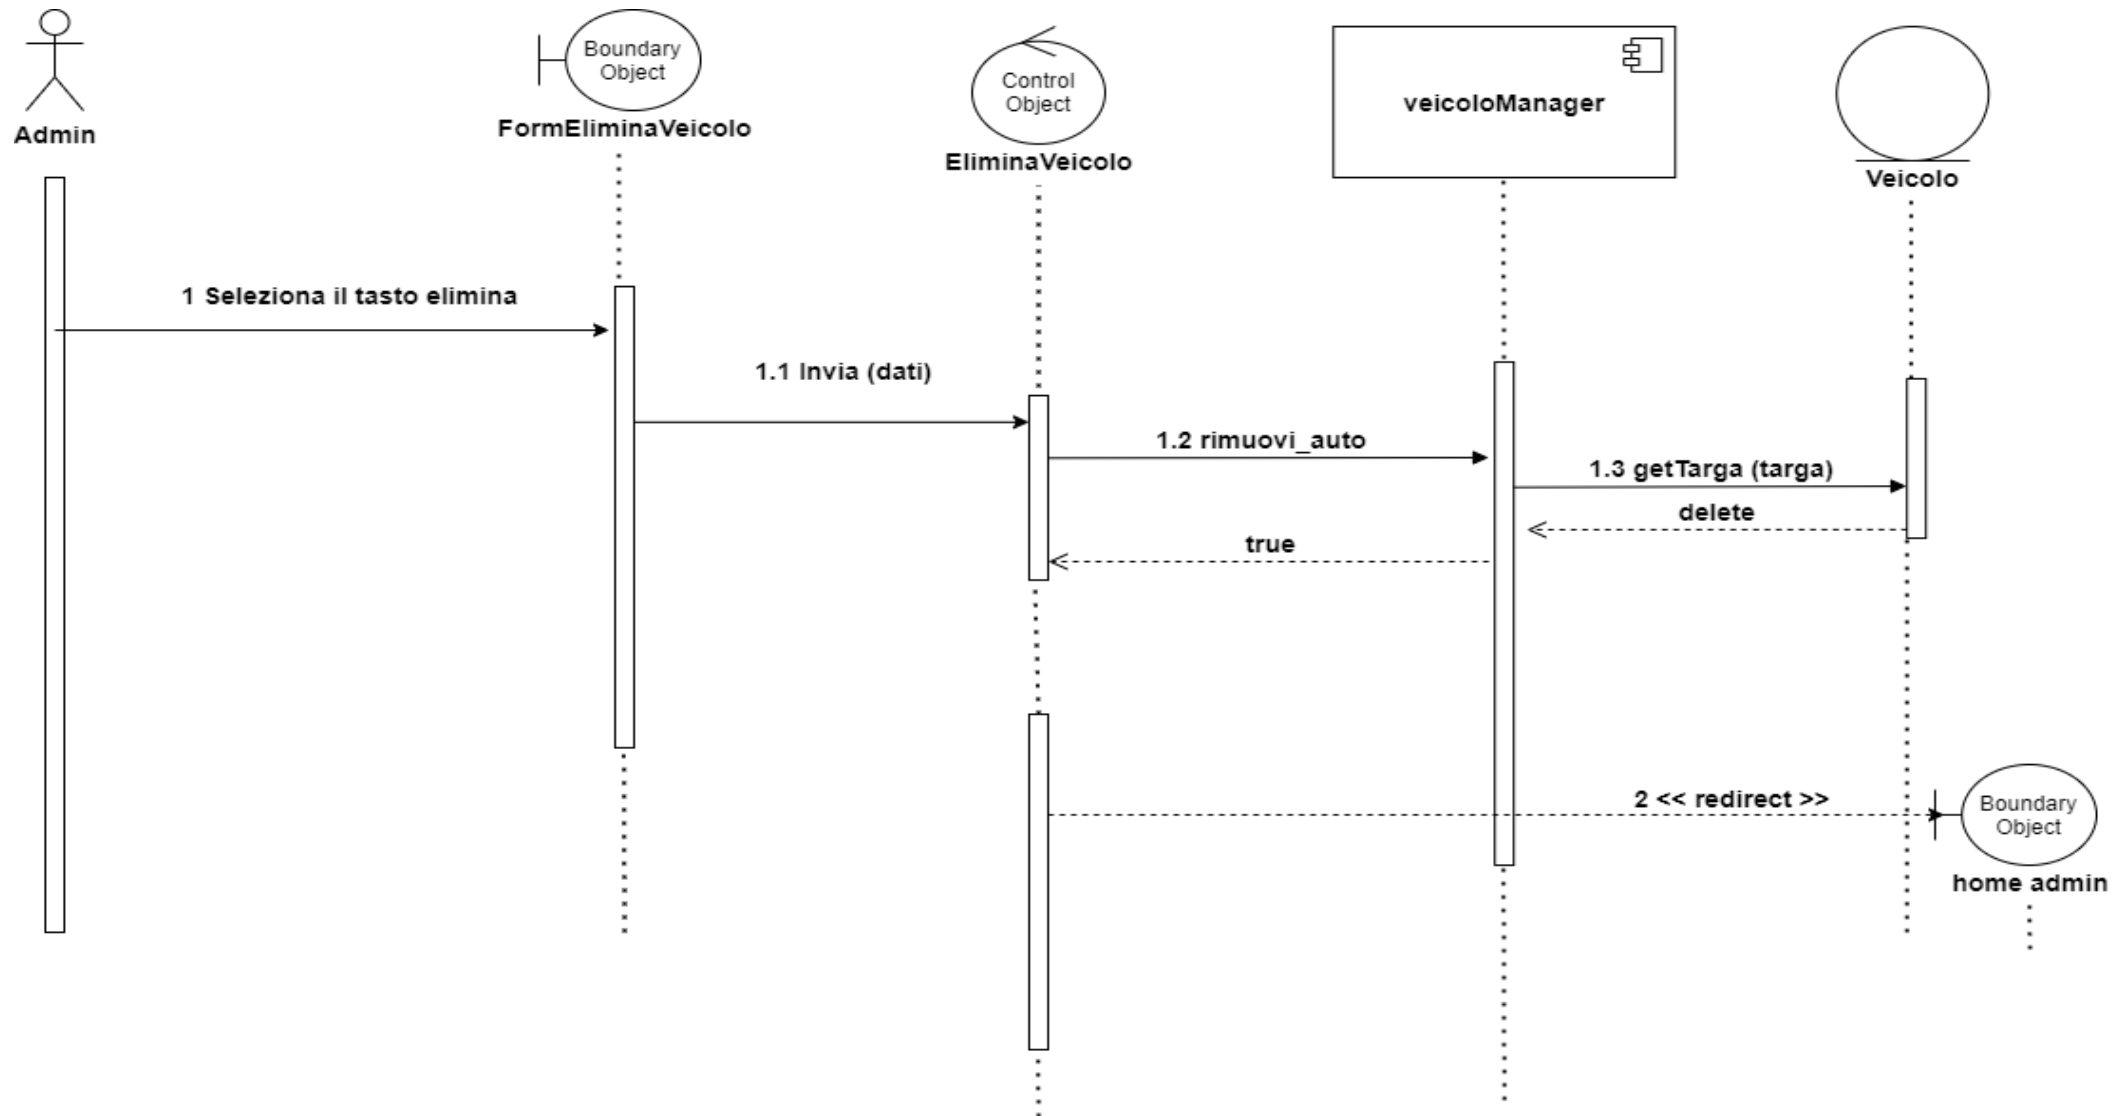 Boundary
Object
FormEliminaVeicolo
Admin
Control
Object
EliminaVeicolo
veicoloManager
Veicolo
1 Seleziona il tasto elimina
1.1 Invia (dati)
1.2 rimuovi_auto
1.3 getTarga (targa)
delete
true
2 << redirect >>
Boundary
Object
home admin